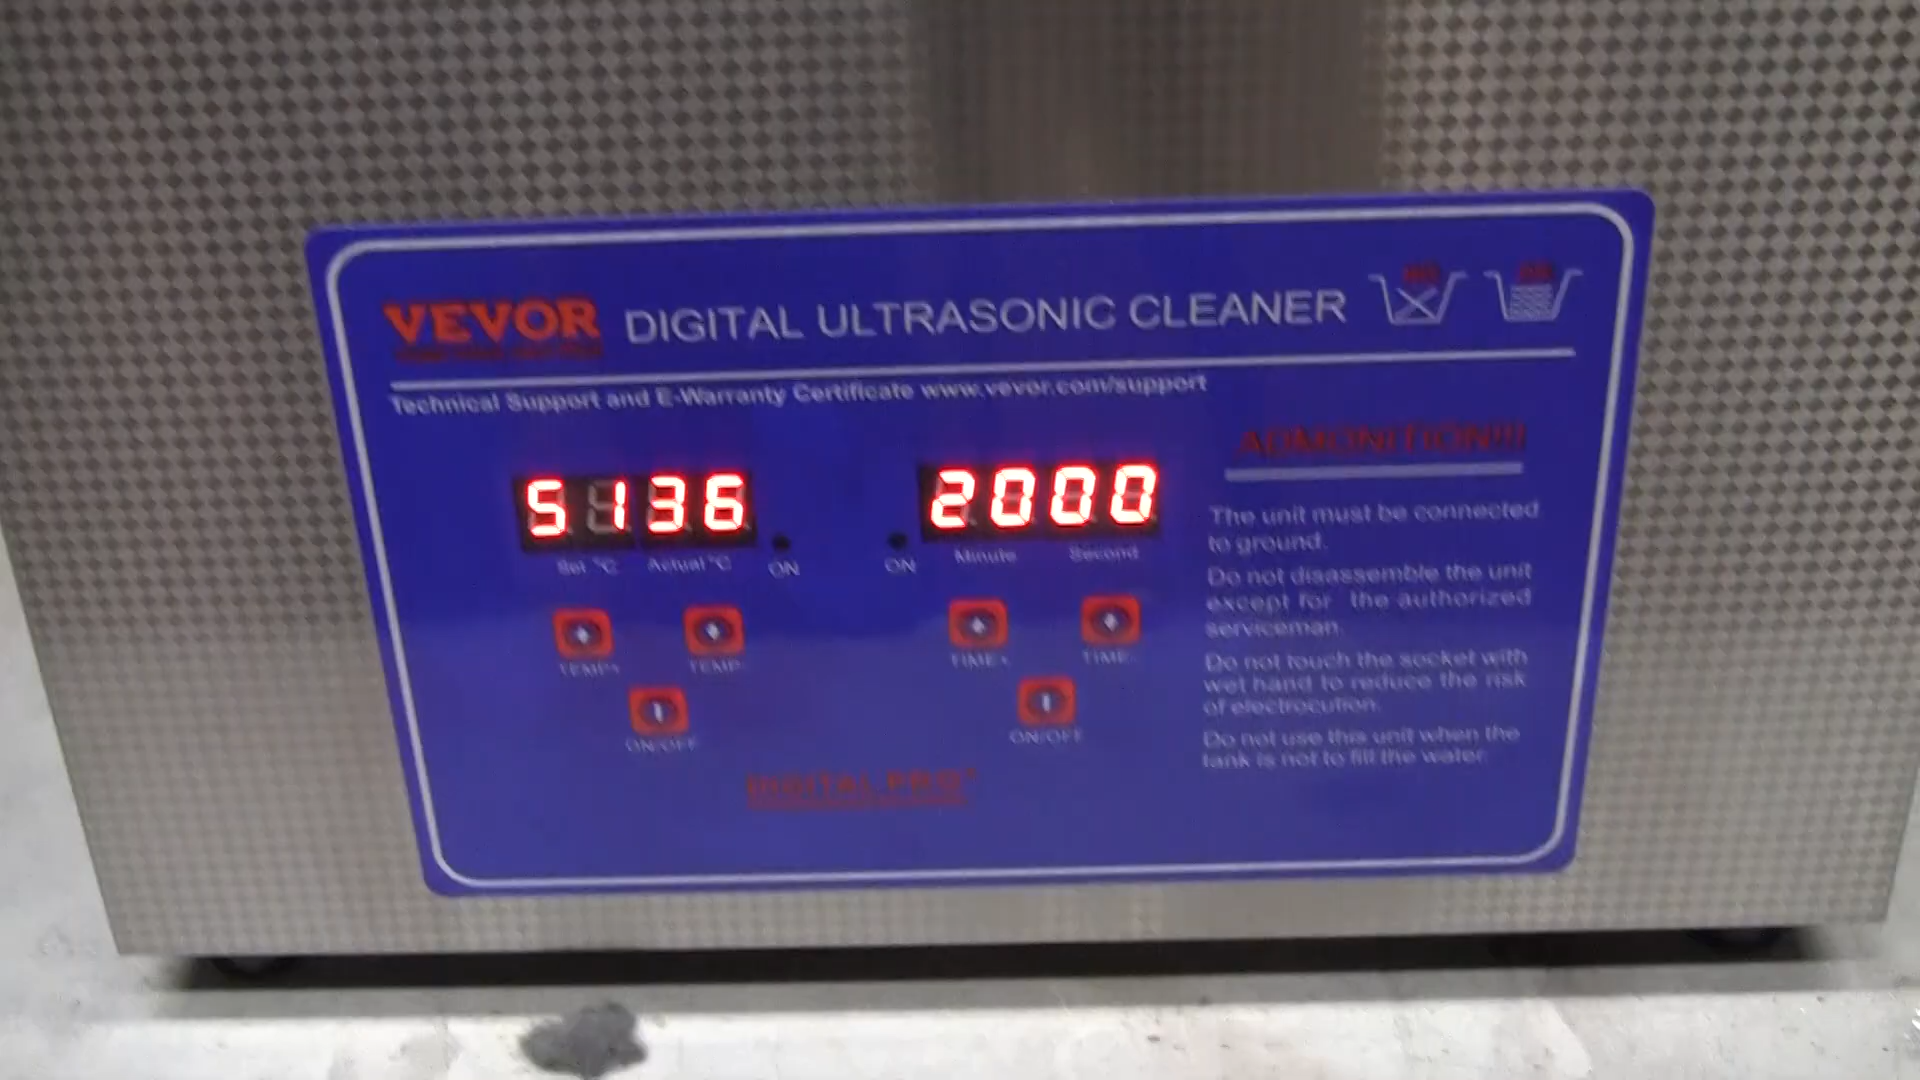 VEVOR DIGITAL ULTRASONIC CLEANER
Technical Support and E-Warranty Certificate www.vevor.com/support
ADMONITION!!!
5136
2000
Set °C Actual °C ON
ON Minute Second
TEMP+ TEMP-
TIME+ TIME-
ON/OFF
ON/OFF
DIGITAL PRO+
The unit must be connected
to ground.
Do not disassemble the unit
except for the authorized
serviceman.
Do not touch the socket with
wet hand to reduce the risk
of electrocution.
Do not use this unit when the
tank is not to fill the water.